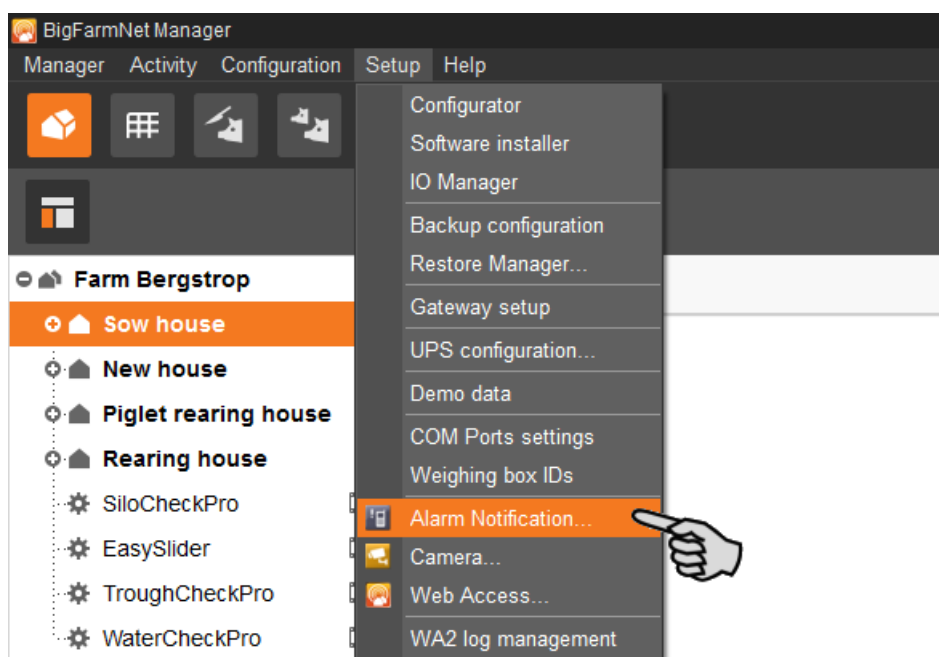 BigFarmNet Manager
Manager Activity Configuration Setup Help
Configurator
Software installer
IO Manager
Backup configuration
Restore Manager...
Gateway setup
UPS configuration...
Demo data
COM Ports settings
Weighing box IDs
Alarm Notification...
Camera...
Web Access...
WA2 log management
Farm Bergstrop
Sow house
New house
Piglet rearing house
Rearing house
SiloCheckPro
EasySlider
TroughCheckPro
WaterCheckPro